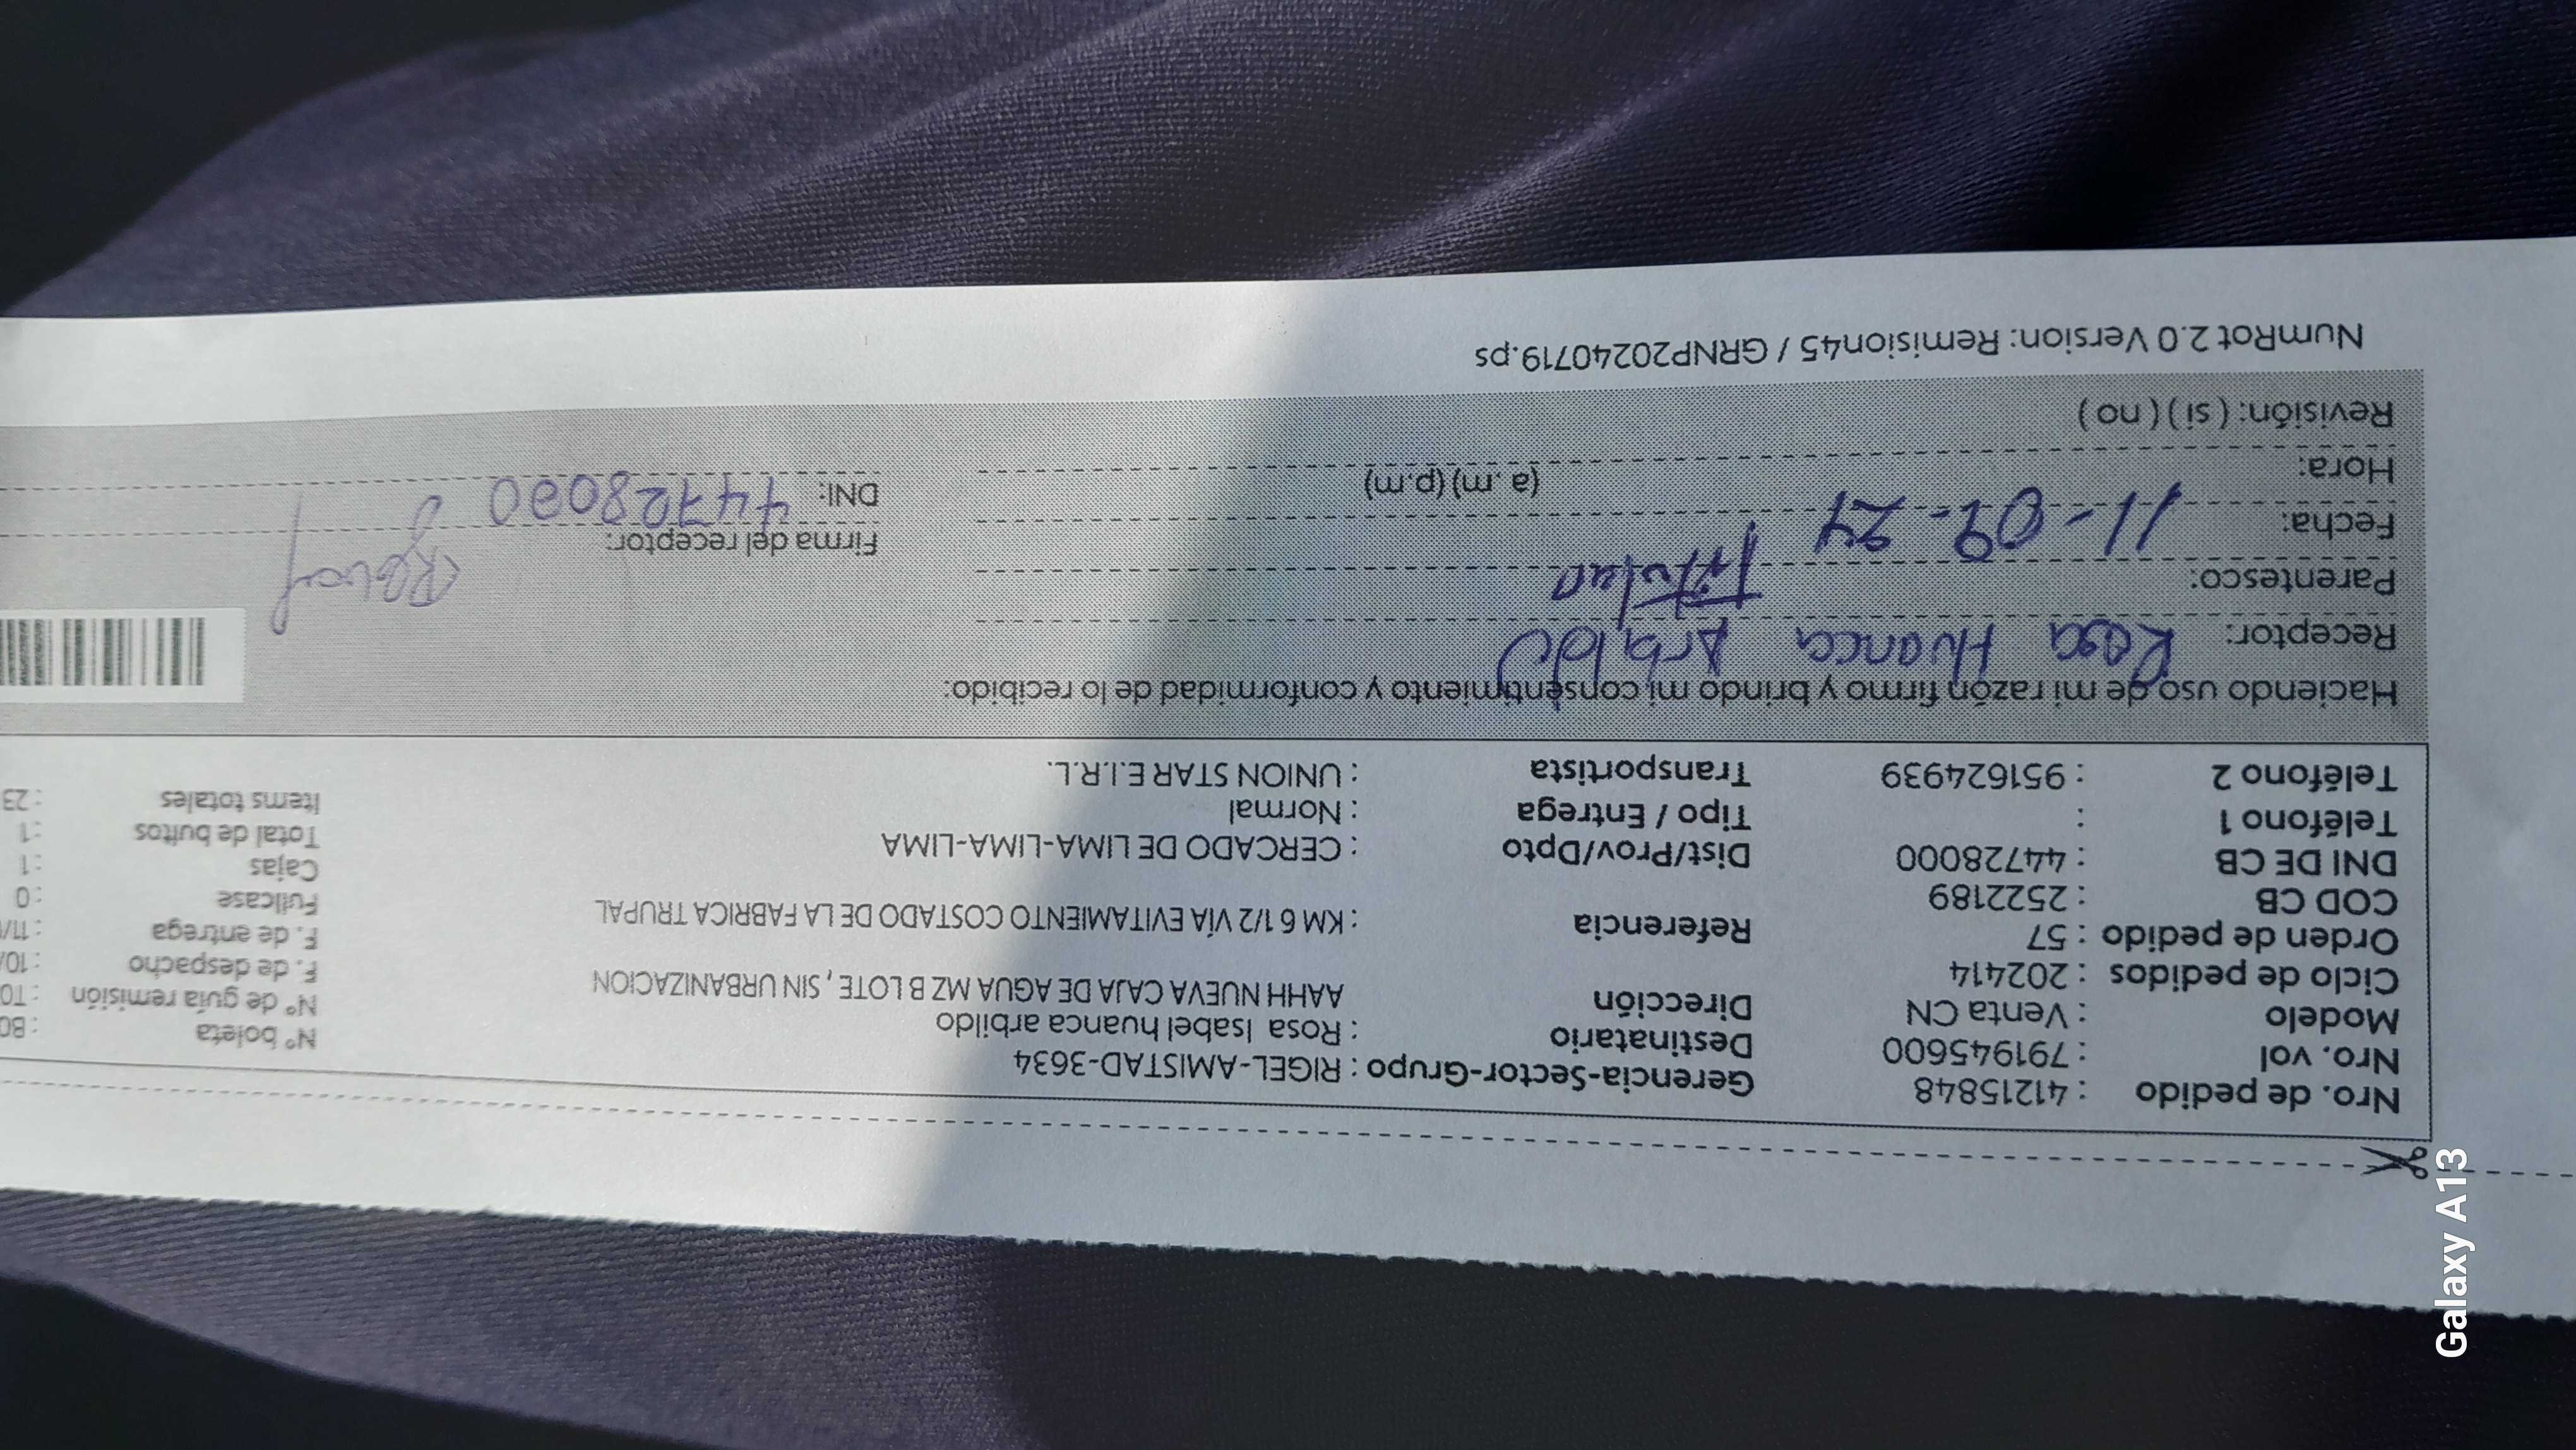 Nro. de pedido : 41215848 Gerencia-Sector-Grupo : RIGEL-AMISTAD-3634
Nro. vol : 791945600 Destinatario : Rosa Isabel huanca arbildo Nº boleta : B0
Modelo : Venta CN Dirección AAHH NUEVA CAJA DE AGUA MZ B LOTE , SIN URBANIZACION Nº de guía remisión : T0
Ciclo de pedidos : 202414 F. de despacho : 10/
Orden de pedido : 57 Referencia : KM 6 1/2 VÍA EVITAMIENTO COSTADO DE LA FABRICA TRUPAL F. de entrega : 11/
COD CB : 2522189 Fullcase : 0
DNI DE CB : 44728000 Dist/Prov/Dpto : CERCADO DE LIMA-LIMA-LIMA Cajas : 1
Teléfono 1 : Tipo / Entrega : Normal Total de bultos : 1
Teléfono 2 : 951624939 Transportista : UNION STAR E.I.R.L. Items totales : 23
Haciendo uso de mi razón firmo y brindo mi consentimiento y conformidad de lo recibido:
Receptor: Rosa Huanca Arbildo
Parentesco: Titular Firma del receptor:
Fecha: 11-09-24 DNI: 44728000
Hora: (a .m) (p.m)
Revisión: ( si ) ( no )
NumRot 2.0 Version: Remision45 / GRNP20240719.ps
Galaxy A13